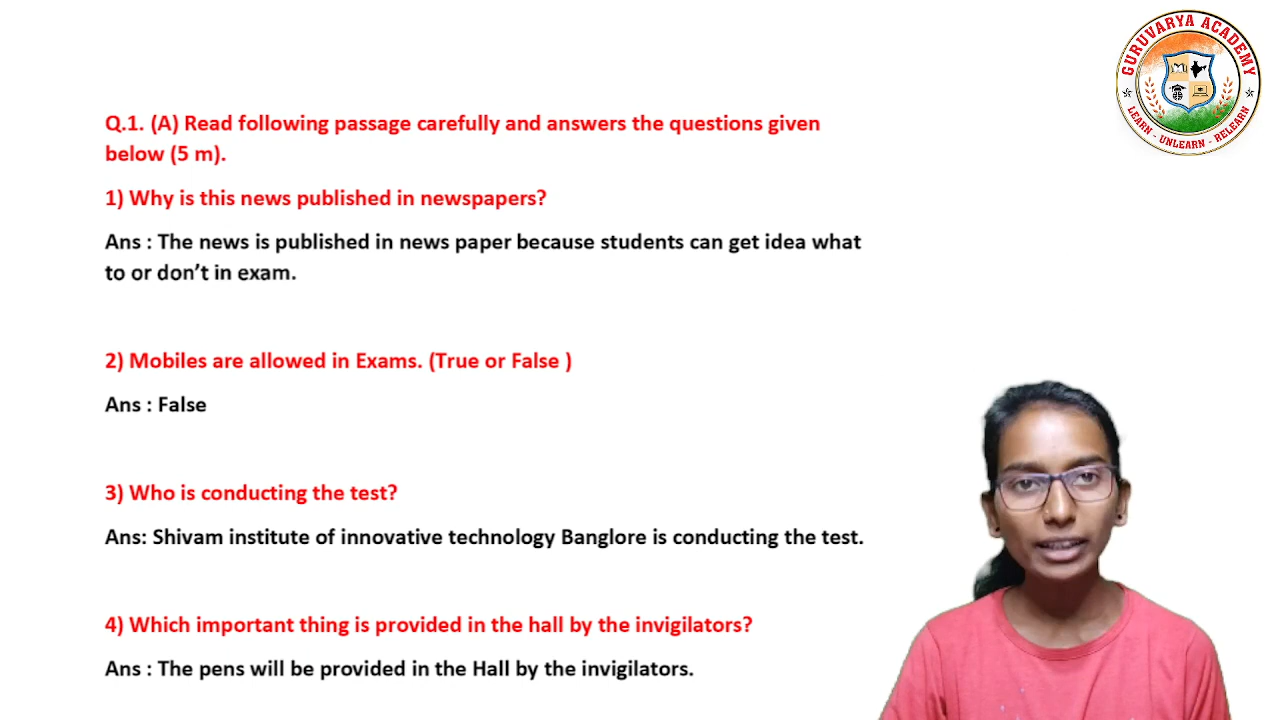 GURUVARYA ACADEMY
LEARN - UNLEARN - RELEARN
Q.1. (A) Read following passage carefully and answers the questions given
below (5 m).
1) Why is this news published in newspapers?
Ans : The news is published in news paper because students can get idea what
to or don’t in exam.
2) Mobiles are allowed in Exams. (True or False )
Ans : False
3) Who is conducting the test?
Ans: Shivam institute of innovative technology Banglore is conducting the test.
4) Which important thing is provided in the hall by the invigilators?
Ans : The pens will be provided in the Hall by the invigilators.